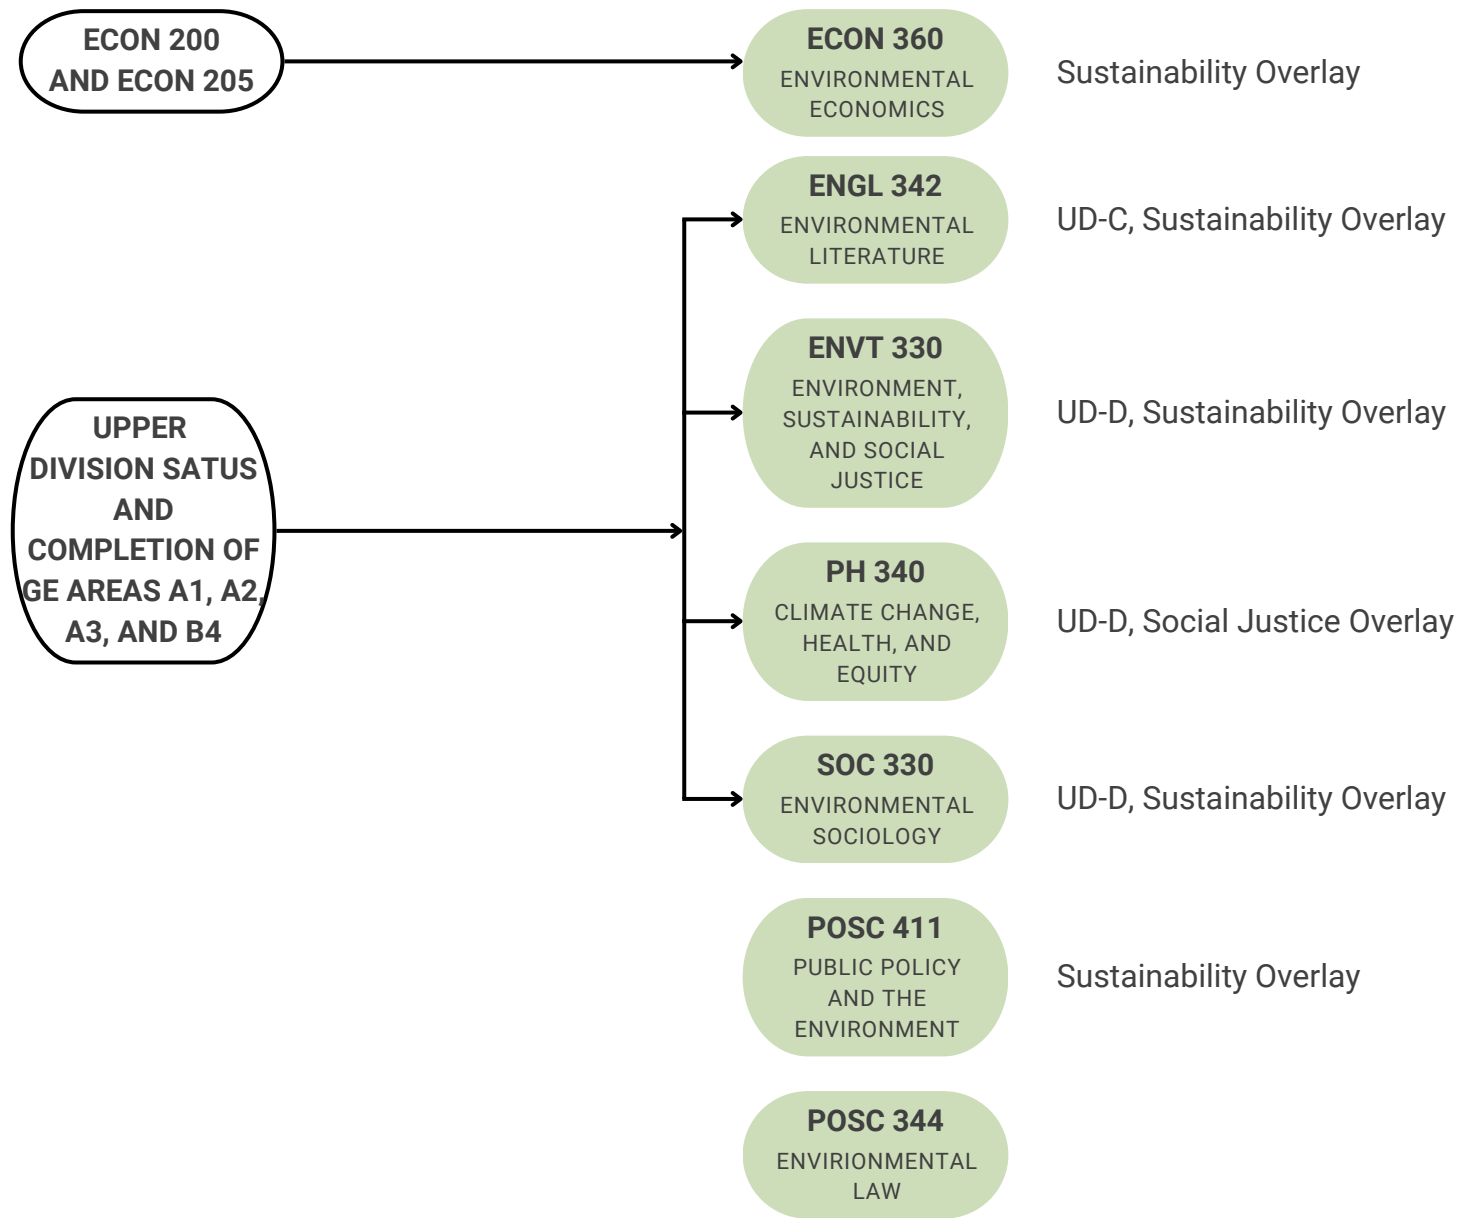 ECON 200
AND ECON 205
ECON 360
ENVIRONMENTAL
ECONOMICS
Sustainability Overlay
ENGL 342
ENVIRONMENTAL
LITERATURE
UD-C, Sustainability Overlay
ENVT 330
ENVIRONMENT,
SUSTAINABILITY,
AND SOCIAL
JUSTICE
UD-D, Sustainability Overlay
UPPER
DIVISION SATUS
AND
COMPLETION OF
GE AREAS A1, A2,
A3, AND B4
PH 340
CLIMATE CHANGE,
HEALTH, AND
EQUITY
UD-D, Social Justice Overlay
SOC 330
ENVIRONMENTAL
SOCIOLOGY
UD-D, Sustainability Overlay
POSC 411
PUBLIC POLICY
AND THE
ENVIRONMENT
Sustainability Overlay
POSC 344
ENVIRIONMENTAL
LAW